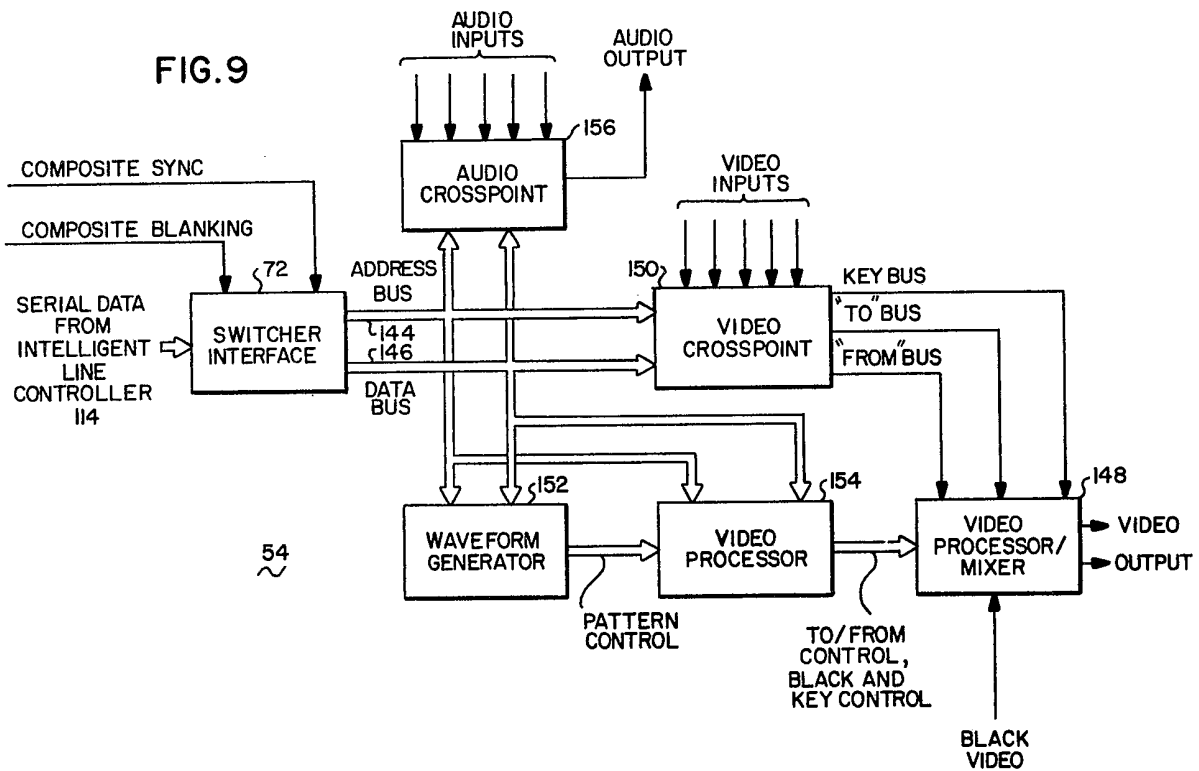 FIG.9
AUDIO
INPUTS
AUDIO
OUTPUT
156
AUDIO
CROSSPOINT
COMPOSITE SYNC
COMPOSITE BLANKING
72
SERIAL DATA
FROM
INTELLIGENT
LINE
CONTROLLER
114
SWITCHER
INTERFACE
ADDRESS
BUS
144
146
DATA
BUS
VIDEO
INPUTS
150
VIDEO
CROSSPOINT
KEY BUS
"TO" BUS
"FROM" BUS
152
WAVEFORM
GENERATOR
PATTERN
CONTROL
154
VIDEO
PROCESSOR
TO/FROM
CONTROL,
BLACK AND
KEY CONTROL
148
VIDEO
PROCESSOR/
MIXER
VIDEO
OUTPUT
BLACK
VIDEO
54